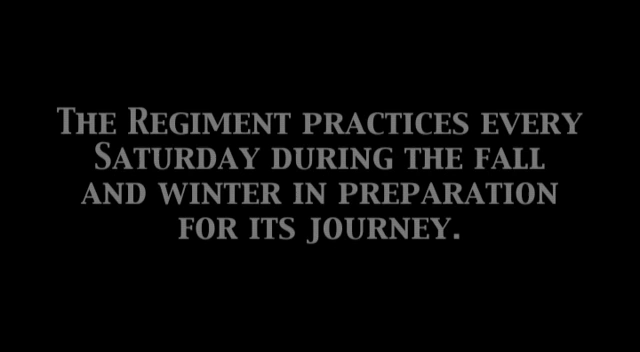 The Regiment practices every
Saturday during the fall
and winter in preparation
for its journey.